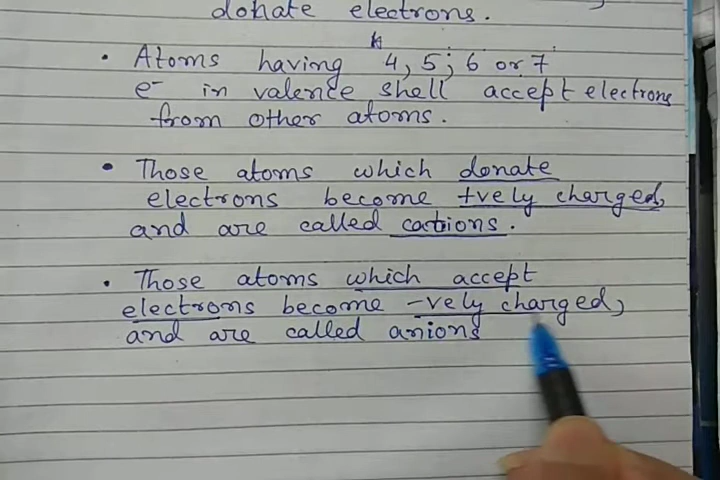 donate electrons.
• Atoms having 4, 5, 6 or 7
e- in valence shell accept electrons
from other atoms.
• Those atoms which donate
electrons become +vely charged,
and are called cations.
• Those atoms which accept
electrons become -vely charged,
and are called anions